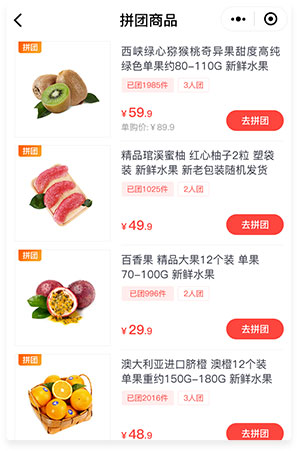 拼团商品
拼团
西峡绿心猕猴桃奇异果甜度高纯
绿色单果约80-110G 新鲜水果
已团1985件 3人团
¥59.9
单购价: ¥89.9
去拼团
精品琯溪蜜柚 红心柚子2粒 塑袋
装 新鲜水果 新老包装随机发货
已团1025件 2人团
¥49.9
去拼团
拼团
百香果 精品大果12个装 单果
70-100G 新鲜水果
已团996件 2人团
¥29.9
去拼团
拼团
澳大利亚进口脐橙 澳橙12个装
单果重约150G-180G 新鲜水果
已团2016件 3人团
¥48.9
去拼团